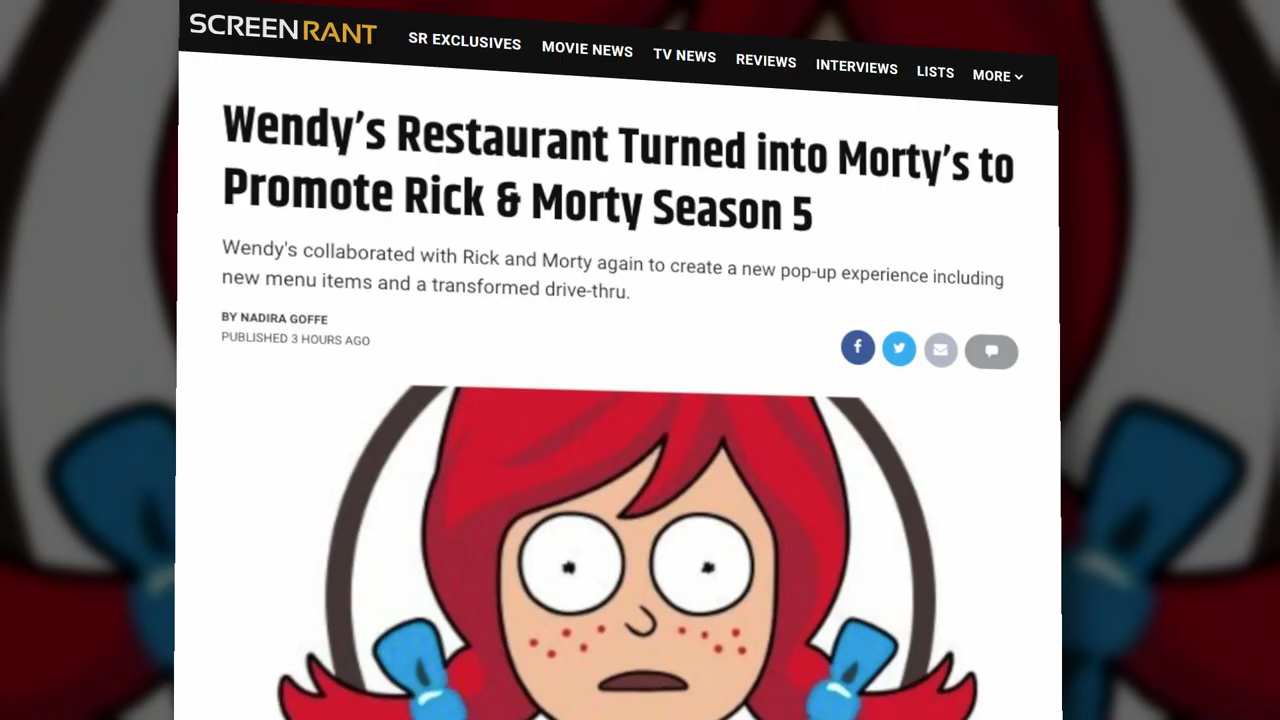 SCREENRANT SR EXCLUSIVES MOVIE NEWS TV NEWS REVIEWS INTERVIEWS LISTS MORE
Wendy’s Restaurant Turned into Morty’s to
Promote Rick & Morty Season 5
Wendy's collaborated with Rick and Morty again to create a new pop-up experience including
new menu items and a transformed drive-thru.
BY NADIRA GOFFE
PUBLISHED 3 HOURS AGO